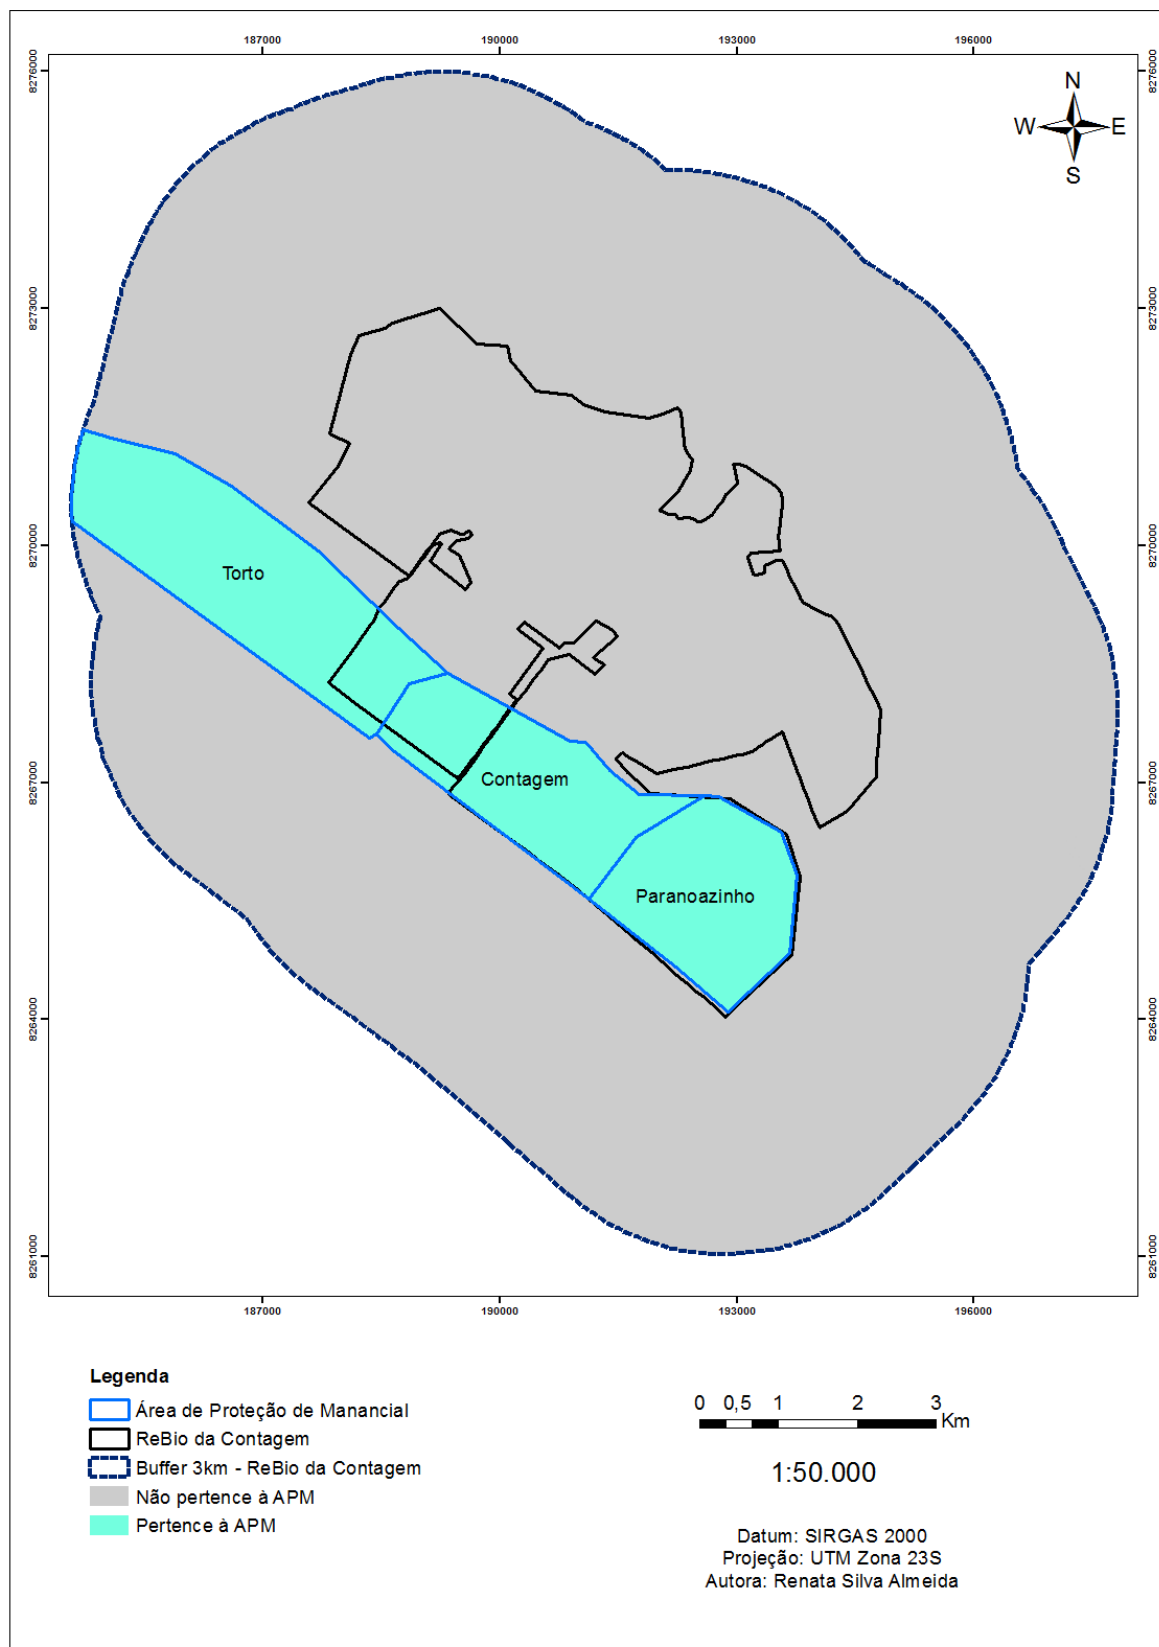 187000 190000 193000 196000
8276000 8276000
N
W E
S
8273000 8273000
8270000 8270000
Torto
8267000 8267000
Contagem
Paranoazinho
8264000 8264000
8261000 8261000
187000 190000 193000 196000
Legenda
Área de Proteção de Manancial
ReBio da Contagem
Buffer 3km - ReBio da Contagem
Não pertence à APM
Pertence à APM
0 0,5 1 2 3
Km
1:50.000
Datum: SIRGAS 2000
Projeção: UTM Zona 23S
Autora: Renata Silva Almeida